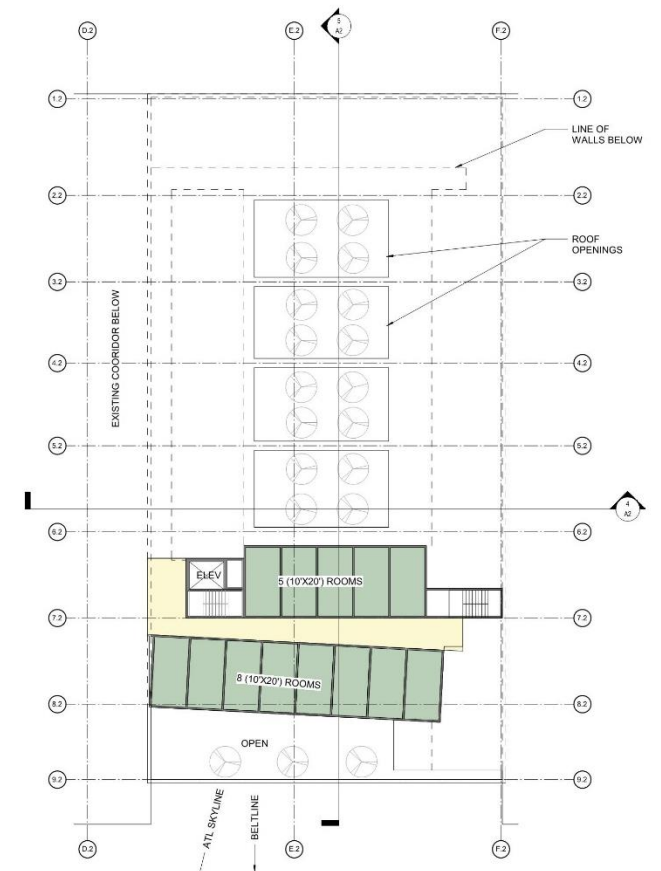 5
A2
D.2
E.2
F.2
1.2
1.2
LINE OF
WALLS BELOW
2.2
2.2
ROOF
OPENINGS
3.2
3.2
EXISTING COORIDOR BELOW
4.2
4.2
5.2
5.2
4
A2
6.2
6.2
ELEV
5 (10'X20') ROOMS
7.2
7.2
8 (10'X20') ROOMS
8.2
8.2
OPEN
9.2
9.2
ATL SKYLINE
BELTLINE
D.2
E.2
F.2